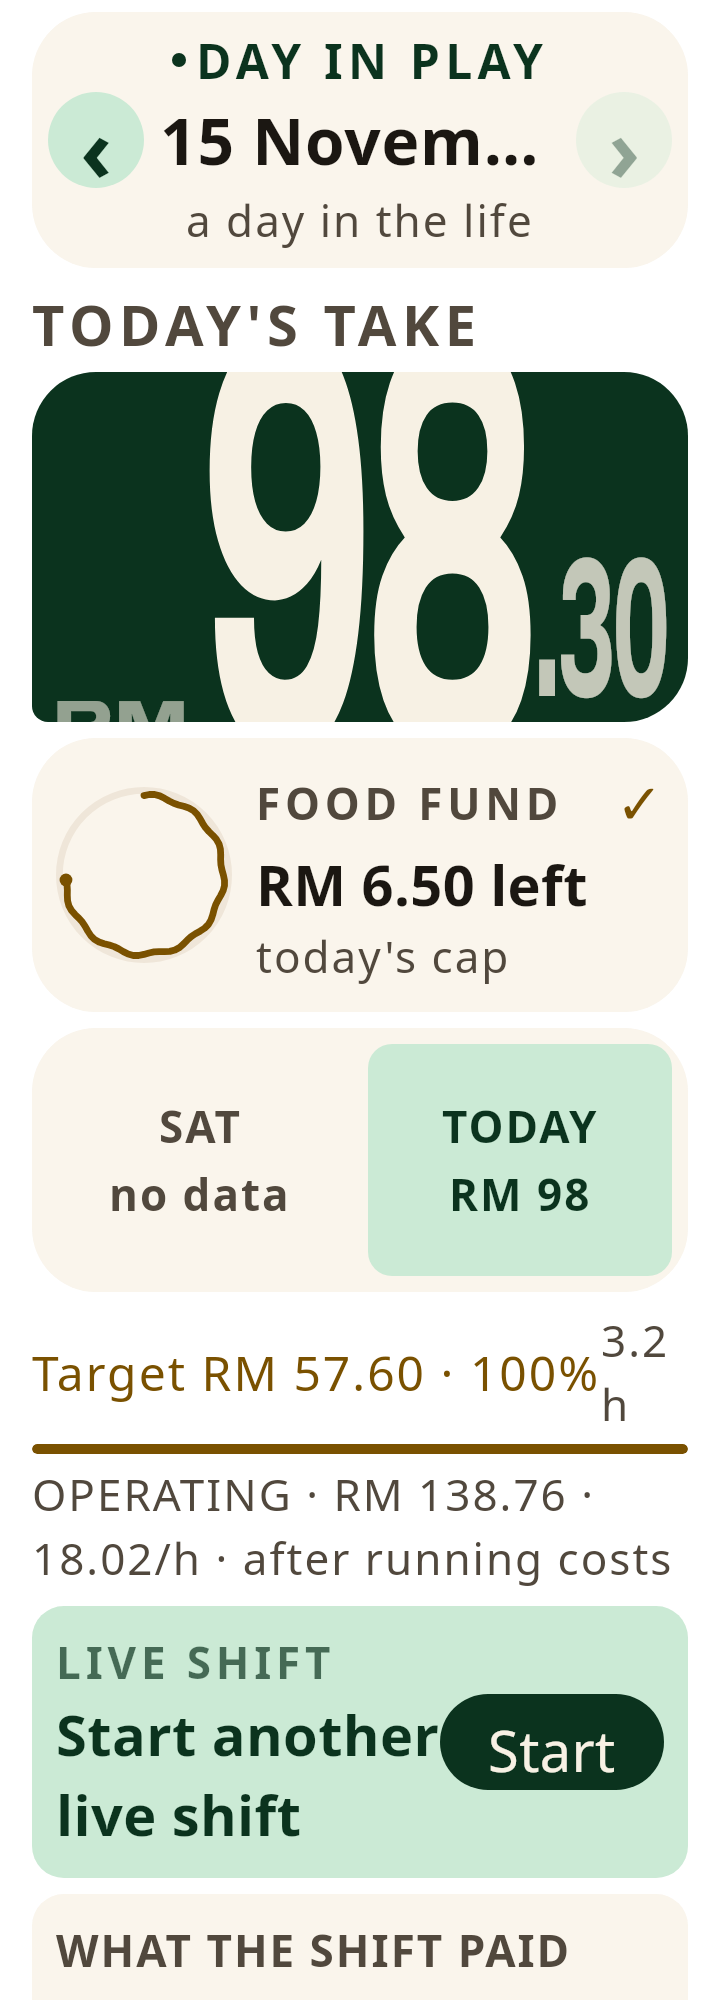 •DAY IN PLAY
‹ 15 Novem... ›
a day in the life
TODAY'S TAKE
RM 98.30
FOOD FUND ✓
RM 6.50 left
today's cap
SAT
no data
TODAY
RM 98
Target RM 57.60 · 100%
3.2
h
OPERATING · RM 138.76 ·
18.02/h · after running costs
LIVE SHIFT
Start another
live shift
Start
WHAT THE SHIFT PAID